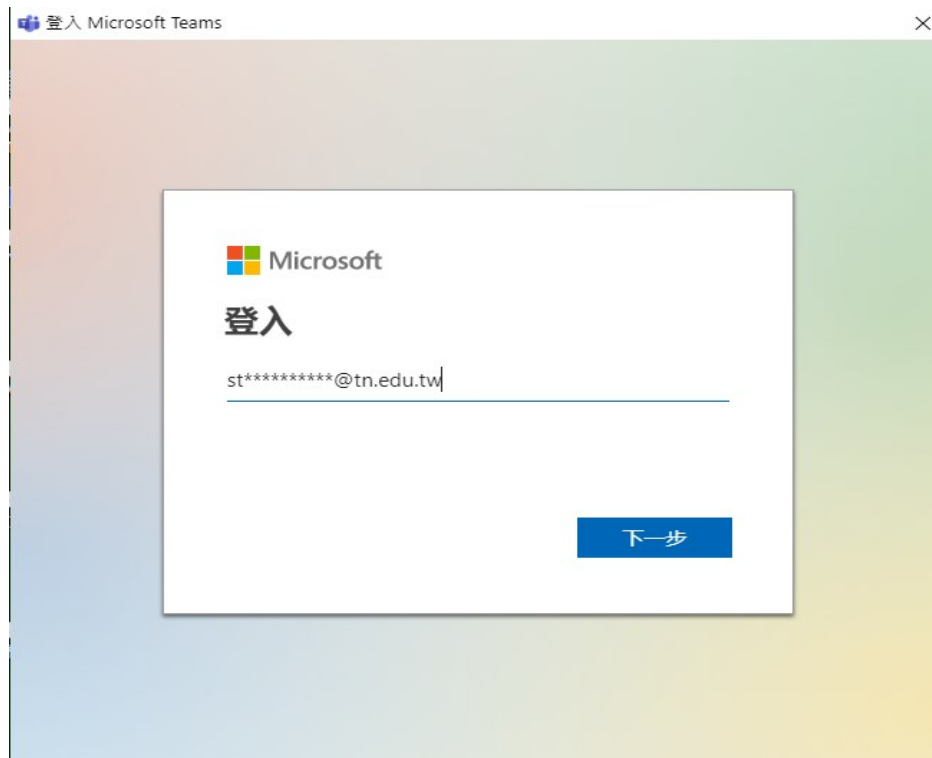 登入 Microsoft Teams
Microsoft
登入
st**********@tn.edu.tw
下一步